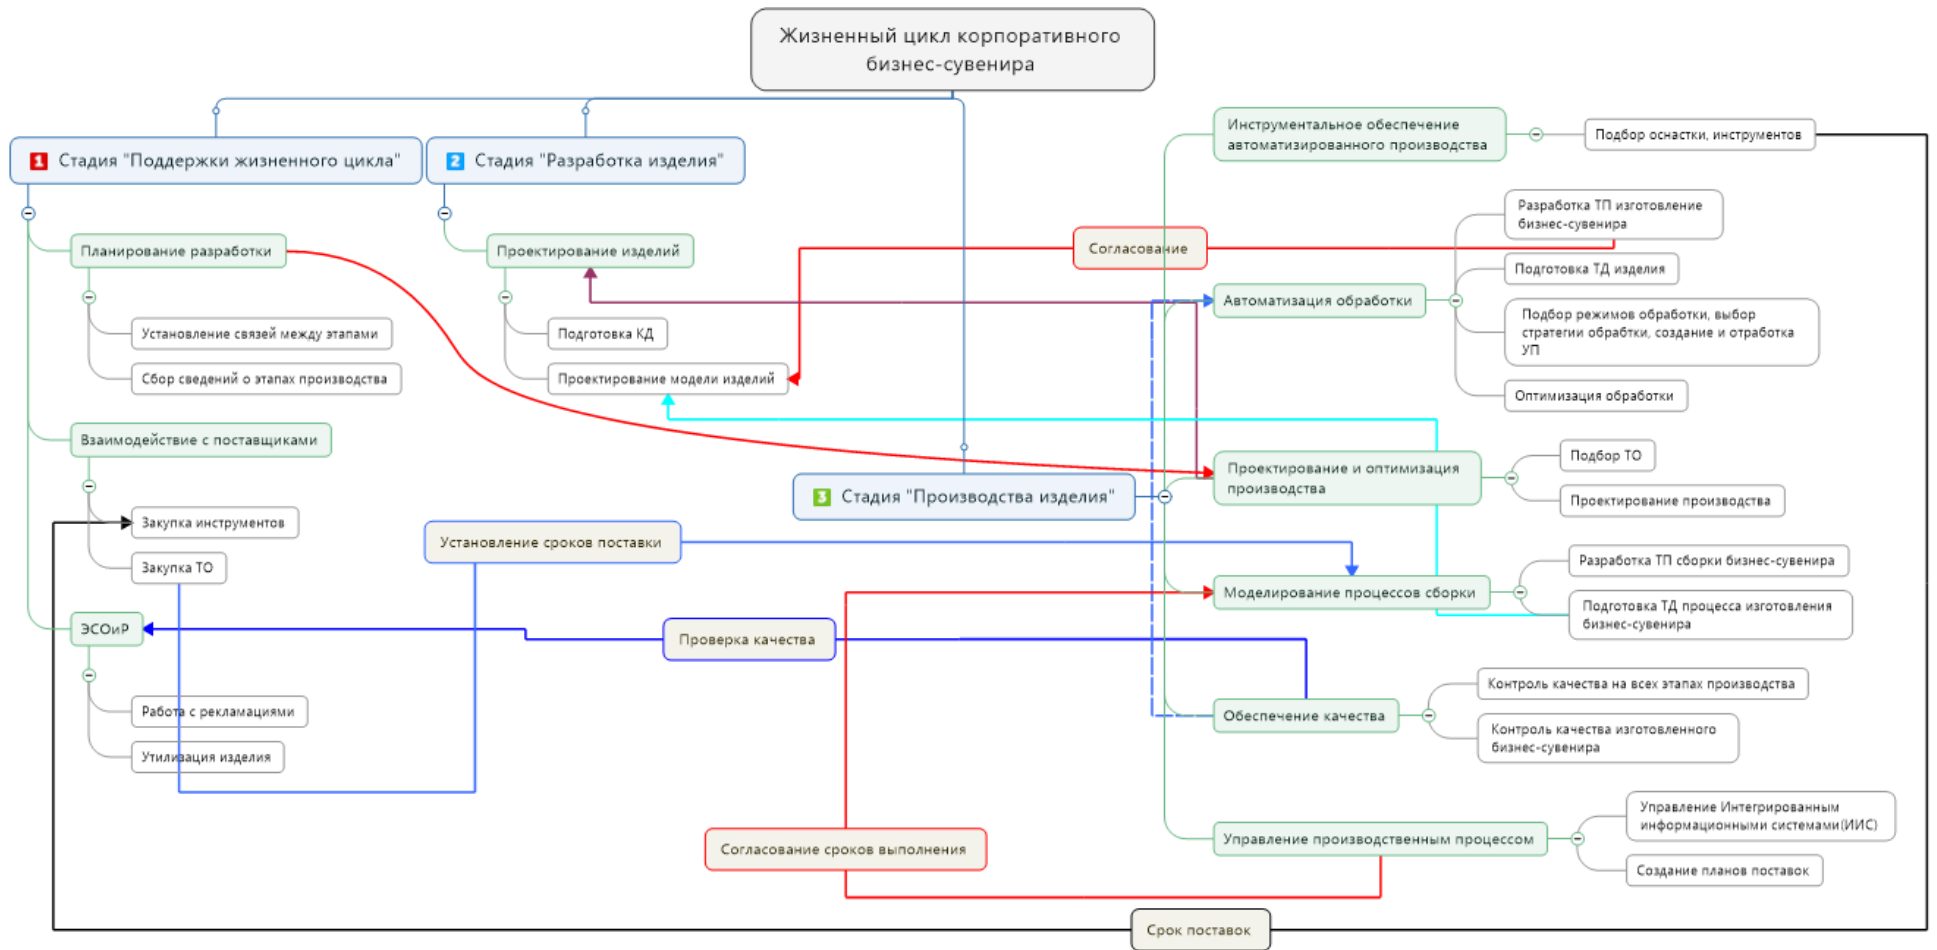 Жизненный цикл корпоративного
бизнес-сувенира
1 Стадия "Поддержки жизненного цикла"
Планирование разработки
Установление связей между этапами
Сбор сведений о этапах производства
Взаимодействие с поставщиками
Закупка инструментов
Закупка ТО
ЭСОиР
Работа с рекламациями
Утилизация изделия
2 Стадия "Разработка изделия"
Проектирование изделий
Подготовка КД
Проектирование модели изделий
3 Стадия "Производства изделия"
Инструментальное обеспечение
автоматизированного производства
Подбор оснастки, инструментов
Автоматизация обработки
Разработка ТП изготовление
бизнес-сувенира
Подготовка ТД изделия
Подбор режимов обработки, выбор
стратегии обрабтки, создание и отработка
УП
Оптимизация обработки
Проектирование и оптимизация
производства
Подбор ТО
Проектирование производства
Моделирование процессов сборки
Разработка ТП сборки бизнес-сувенира
Подготовка ТД процесса изготовления
бизнес-сувенира
Обеспечение качества
Контроль качества на всех этапах производства
Контроль качества изготовленного
бизнес-сувенира
Управление производственным процессом
Управление Интегрированным
информационными системами(ИИС)
Создание планов поставок
Согласование
Установление сроков поставки
Проверка качества
Согласование сроков выполнения
Срок поставок